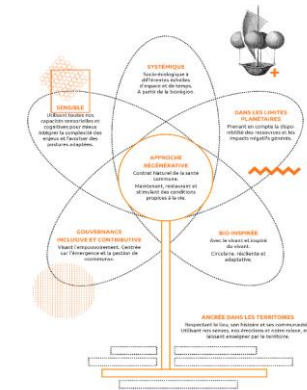 SYSTÉMIQUE
Socio-écologique à
différentes échelles
d'espace et de temps.
À partir de la biorégion.
SENSIBLE
Utilisant toutes nos
capacités sensorielles et
cognitives pour mieux
intégrer la complexité des
enjeux et favoriser des
postures adaptées.
DANS LES LIMITES
PLANÉTAIRES
Prenant en compte la dispo-
nibilité des ressources et les
impacts négatifs générés.
APPROCHE
RÉGÉNÉRATIVE
Contrat Naturel de la santé
commune.
Maintenant, restaurant et
stimulant des conditions
propices à la vie.
GOUVERNANCE
INCLUSIVE ET CONTRIBUTIVE
Visant l'empouvoirement. Centrée
sur l'émergence et la gestion de
«communs».
BIO-INSPIRÉE
Avec le vivant et inspiré
du vivant.
Circulaire, résiliente et
adaptative.
ANCRÉE DANS LES TERRITOIRES
Respectant le lieu, son histoire et ses communautés
Utilisant nos senses, nos émotions et notre raison, et
laissant enseigner par le territoire.